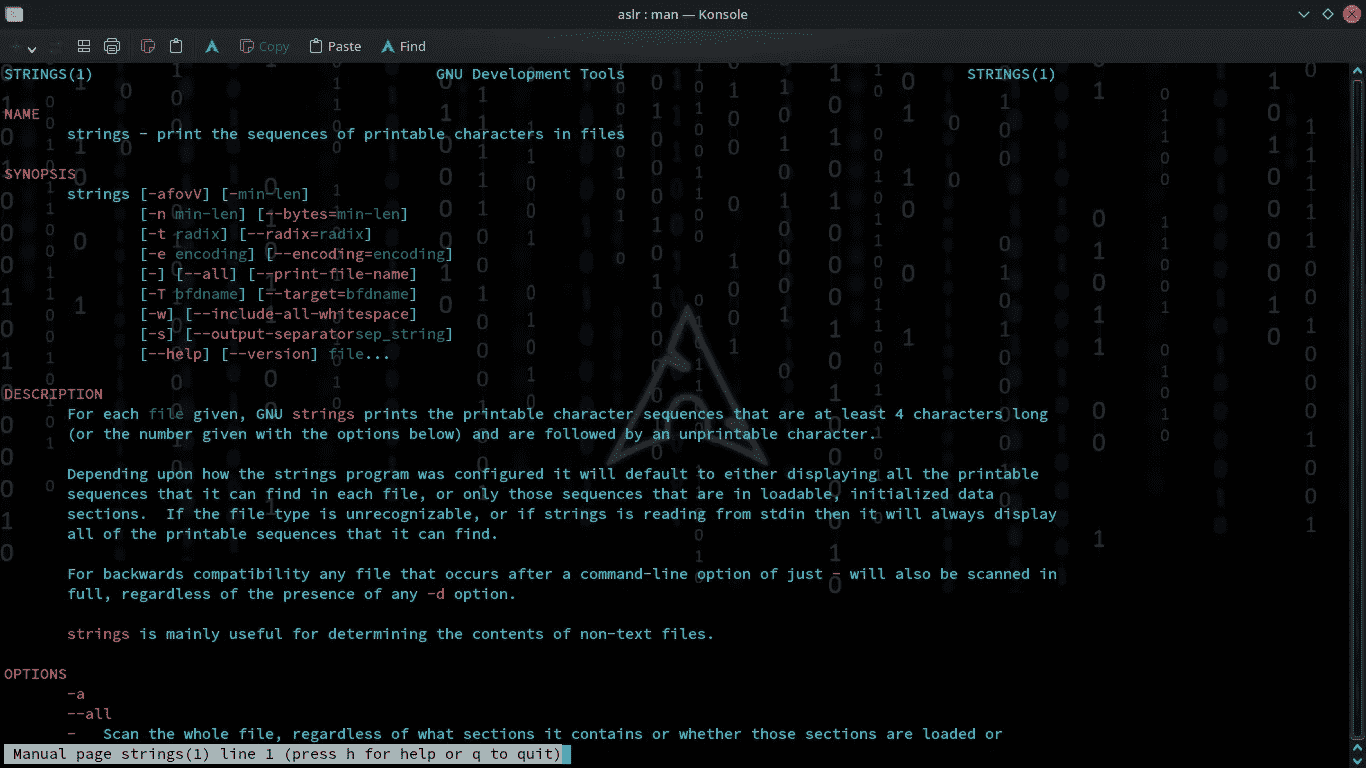 aslr : man — Konsole
Copy Paste Find
STRINGS(1) GNU Development Tools STRINGS(1)
NAME
strings - print the sequences of printable characters in files
SYNOPSIS
strings [-afovV] [-min-len]
[-n min-len] [--bytes=min-len]
[-t radix] [--radix=radix]
[-e encoding] [--encoding=encoding]
[-] [--all] [--print-file-name]
[-T bfdname] [--target=bfdname]
[-w] [--include-all-whitespace]
[-s] [--output-separatorsep_string]
[--help] [--version] file...
DESCRIPTION
For each file given, GNU strings prints the printable character sequences that are at least 4 characters long
(or the number given with the options below) and are followed by an unprintable character.
Depending upon how the strings program was configured it will default to either displaying all the printable
sequences that it can find in each file, or only those sequences that are in loadable, initialized data
sections.  If the file type is unrecognizable, or if strings is reading from stdin then it will always display
all of the printable sequences that it can find.
For backwards compatibility any file that occurs after a command-line option of just - will also be scanned in
full, regardless of the presence of any -d option.
strings is mainly useful for determining the contents of non-text files.
OPTIONS
-a
--all
-   Scan the whole file, regardless of what sections it contains or whether those sections are loaded or
Manual page strings(1) line 1 (press h for help or q to quit)